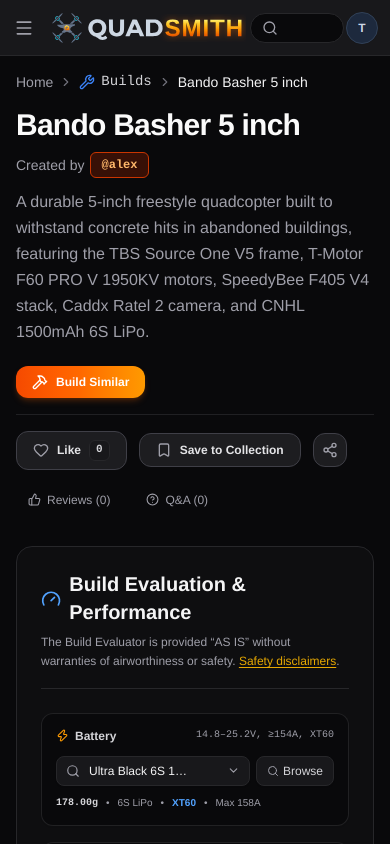 QUADSMITH
T
Home > Builds > Bando Basher 5 inch
Bando Basher 5 inch
Created by @alex
A durable 5-inch freestyle quadcopter built to
withstand concrete hits in abandoned buildings,
featuring the TBS Source One V5 frame, T-Motor
F60 PRO V 1950KV motors, SpeedyBee F405 V4
stack, Caddx Ratel 2 camera, and CNHL
1500mAh 6S LiPo.
Build Similar
Like 0 Save to Collection
Reviews (0) Q&A (0)
Build Evaluation &
Performance
The Build Evaluator is provided “AS IS” without
warranties of airworthiness or safety. Safety disclaimers.
Battery 14.8–25.2V, ≥154A, XT60
Ultra Black 6S 1… Browse
178.00g • 6S LiPo • XT60 • Max 158A